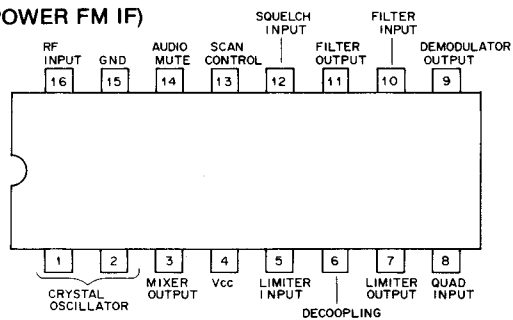 POWER FM IF)
SQUELCH
INPUT
FILTER
INPUT
RF
INPUT
GND
AUDIO
MUTE
SCAN
CONTROL
FILTER
OUTPUT
DEMODULATOR
OUTPUT
16 15 14 13 12 11 10 9
1 2 3 4 5 6 7 8
CRYSTAL
OSCILLATOR
MIXER
OUTPUT
Vcc
LIMITER
INPUT
DECOOPLING
LIMITER
OUTPUT
QUAD
INPUT